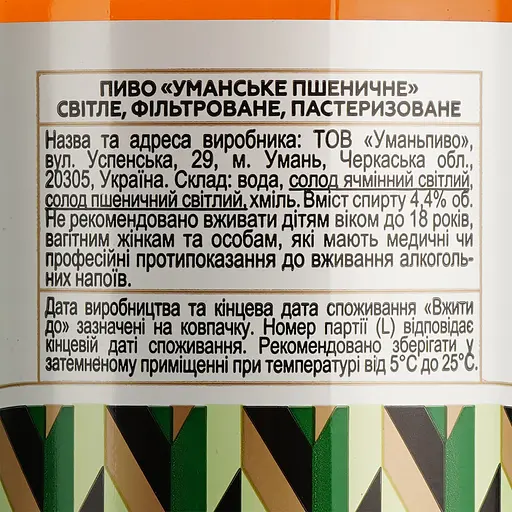 ПИВО «УМАНСЬКЕ ПШЕНИЧНЕ»
СВІТЛЕ, ФІЛЬТРОВАНЕ, ПАСТЕРИЗОВАНЕ
Назва та адреса виробника: ТОВ «Уманьпиво»,
вул. Успенська, 29, м. Умань, Черкаська обл.,
20305, Україна. Склад: вода, солод ячмінний світлий,
солод пшеничний світлий, хміль. Вміст спирту 4,4% об.
Не рекомендовано вживати дітям віком до 18 років,
вагітним жінкам та особам, які мають медичні чи
професійні протипоказання до вживання алкоголь-
них напоїв.
Дата виробництва та кінцева дата споживання «Вжити
до» зазначені на ковпачку. Номер партії (L) відповідає
кінцевій даті споживання. Рекомендовано зберігати у
затемненому приміщенні при температурі від 5°С до 25°С.